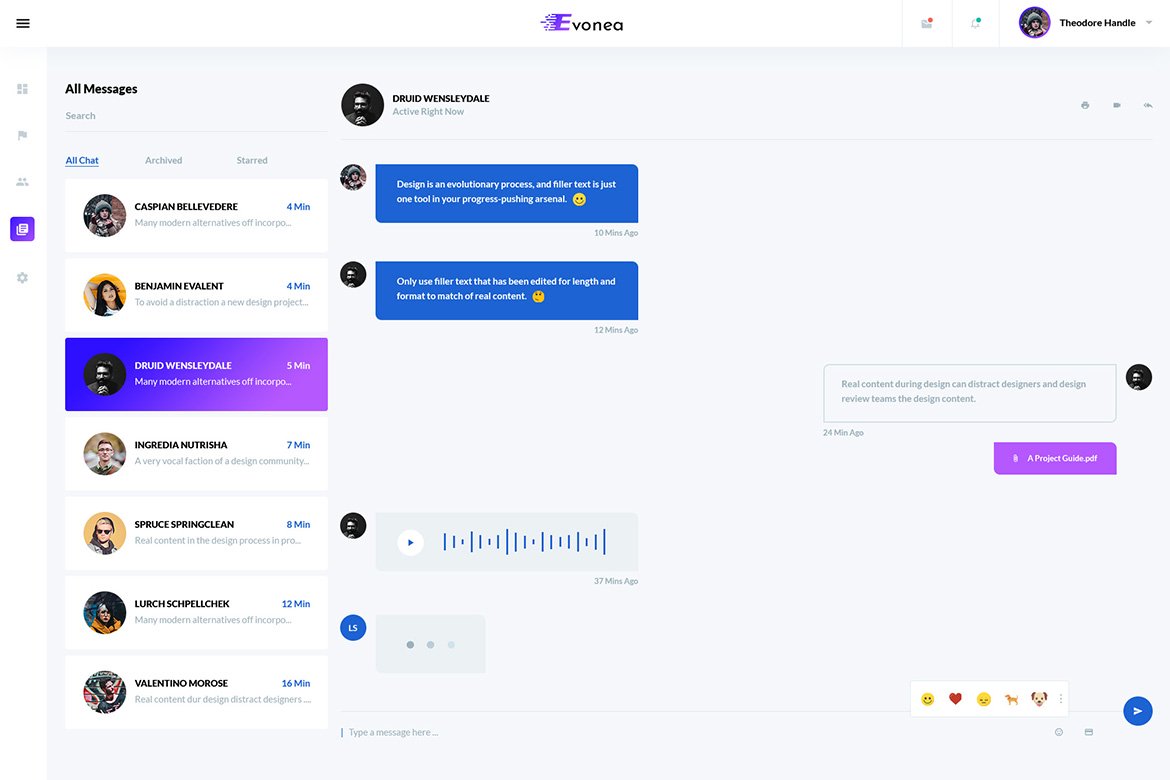 Evonea
Theodore Handle
All Messages
Search
All Chat
Archived
Starred
CASPIAN BELLEVEDERE
4 Min
Many modern alternatives off incorpo...
BENJAMIN EVALENT
4 Min
To avoid a distraction a new design project...
DRUID WENSLEYDALE
5 Min
Many modern alternatives off incorpo...
INGREDIA NUTRISHA
7 Min
A very vocal faction of a design community...
SPRUCE SPRINGCLEAN
8 Min
Real content in the design process in pro...
LURCH SCHPELLCHEK
12 Min
Many modern alternatives off incorpo...
VALENTINO MOROSE
16 Min
Real content dur design distract designers ....
DRUID WENSLEYDALE
Active Right Now
Design is an evolutionary process, and filler text is just
one tool in your progress-pushing arsenal.
10 Mins Ago
Only use filler text that has been edited for length and
format to match of real content.
12 Mins Ago
Real content during design can distract designers and design
review teams the design content.
24 Min Ago
A Project Guide.pdf
37 Mins Ago
LS
Type a message here ...